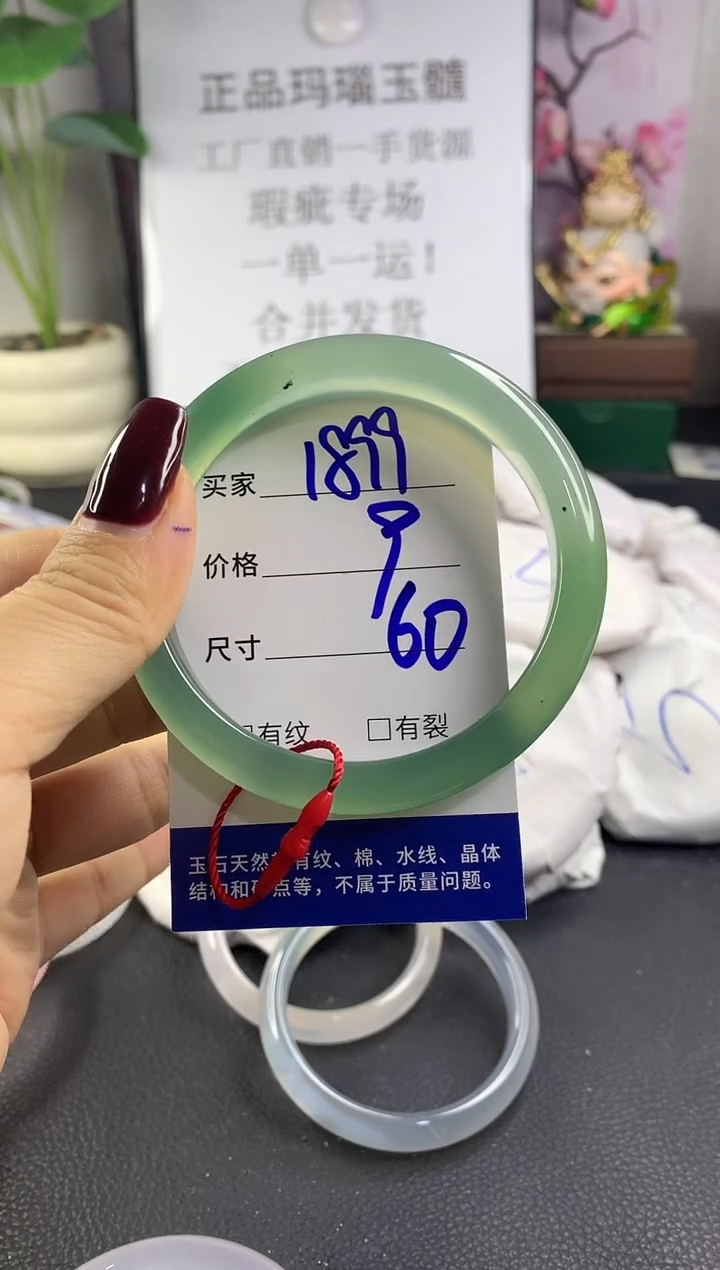 正品玛瑙玉髓
工厂直销一手货源
瑕疵专场
一单一运！
合并发货
买家 1899
价格 9
尺寸 60
有纹 □有裂
玉石天然 有纹、棉、水线、晶体
结构和 点等，不属于质量问题。